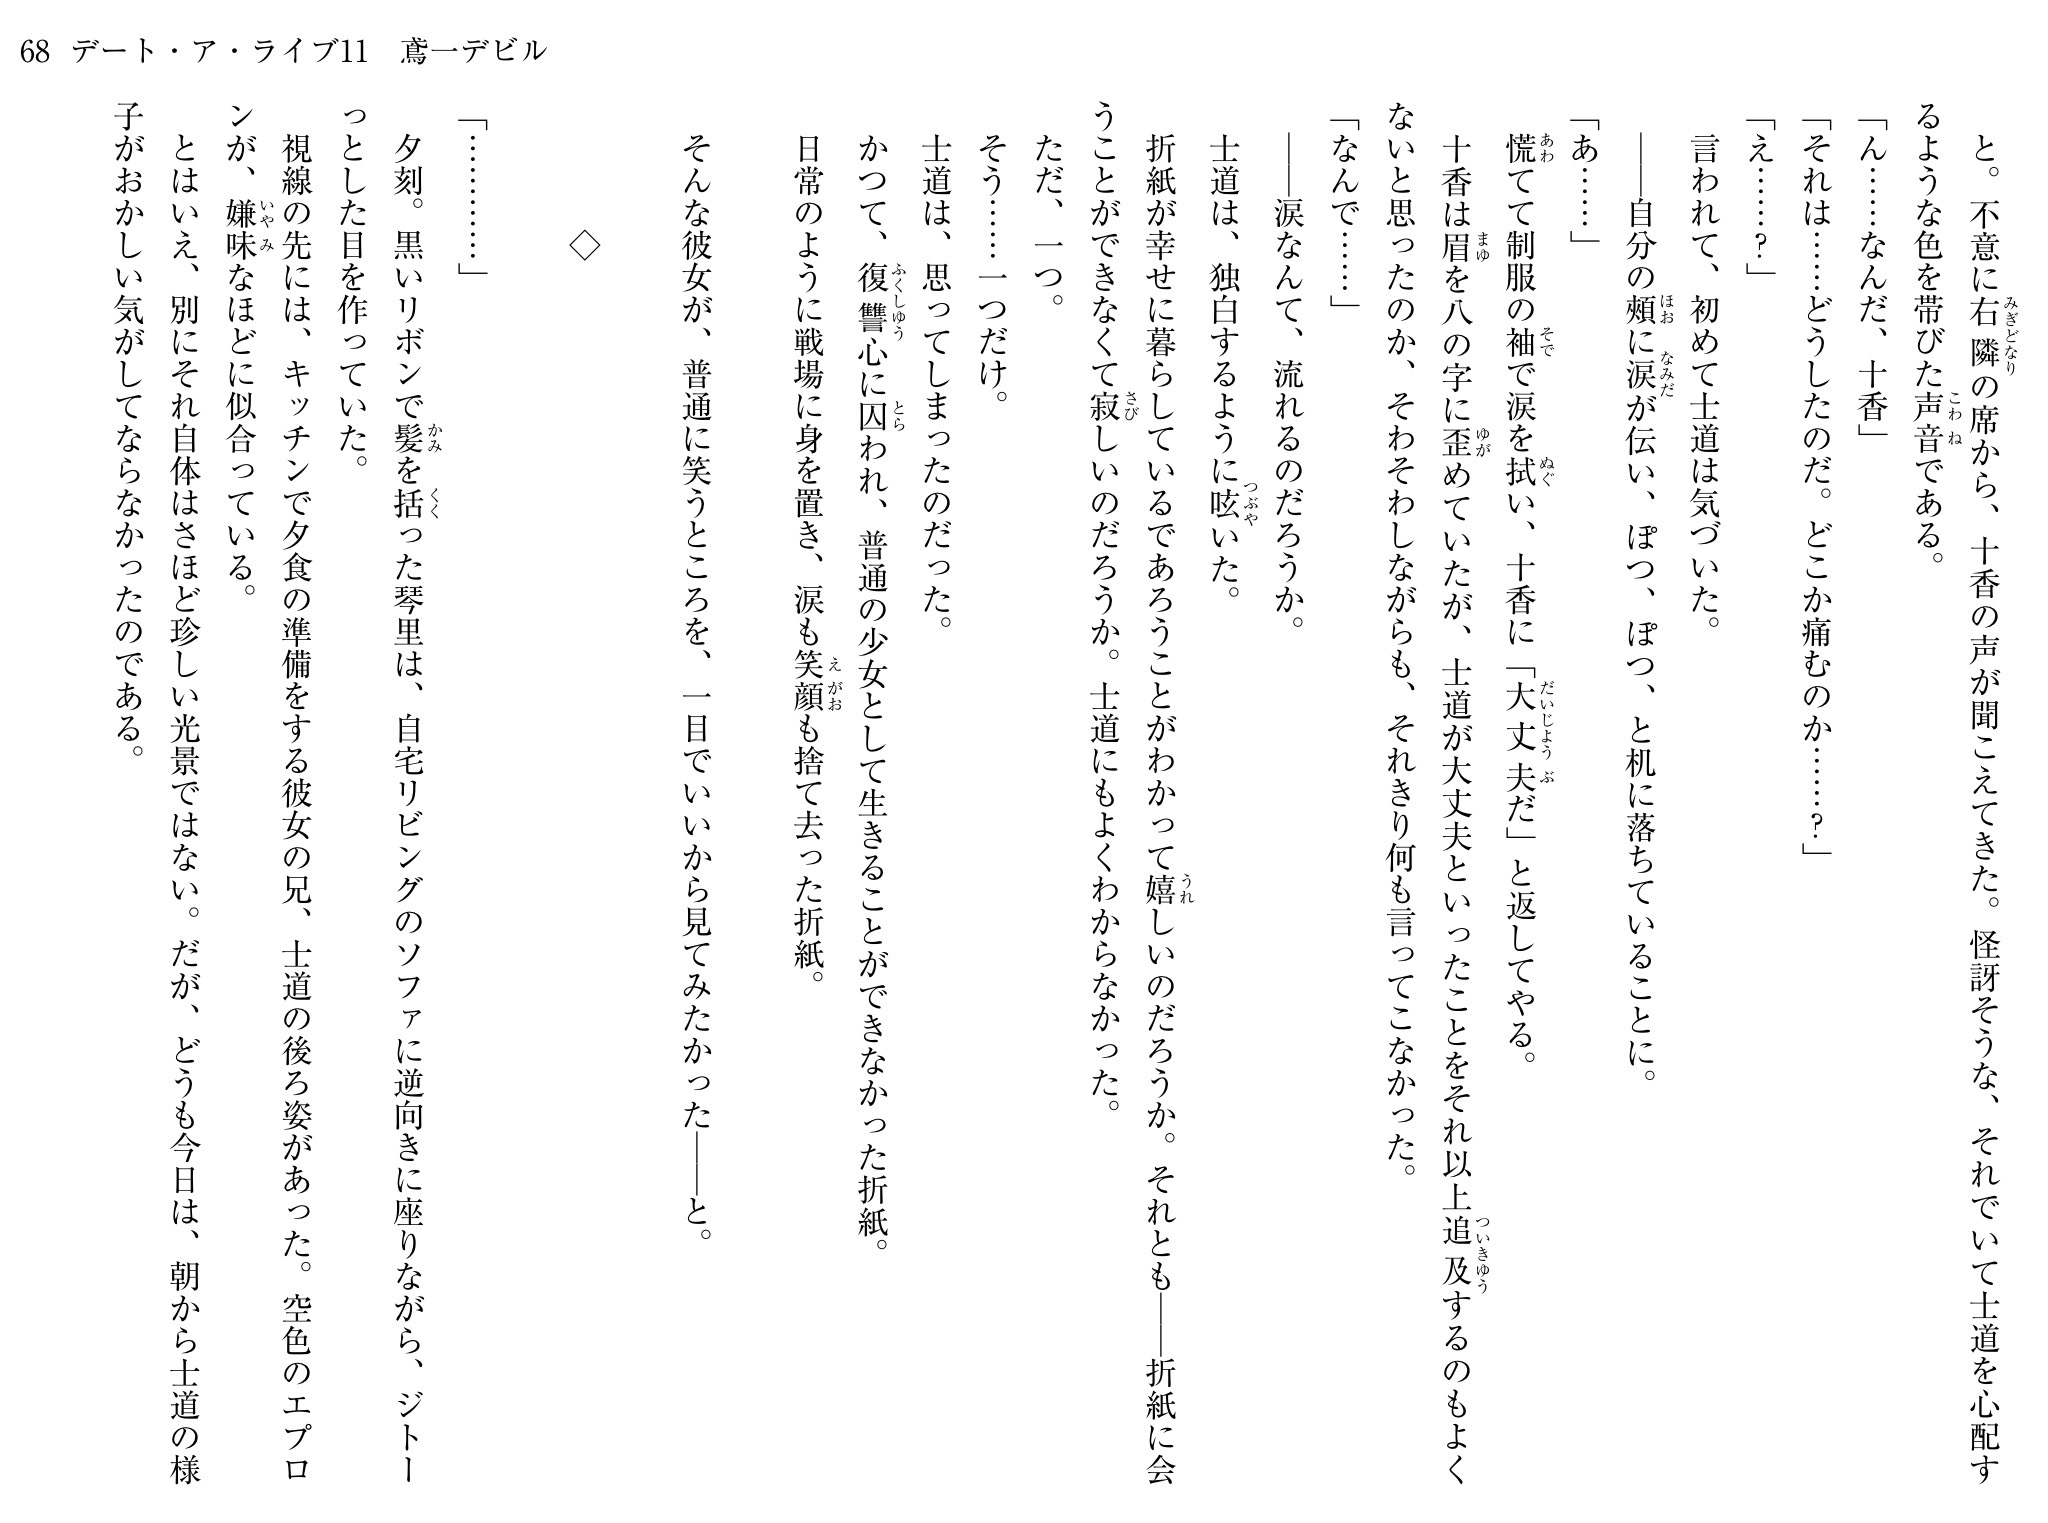 68 デート・ア・ライブ11 鳶一デビル
　と。不意に右隣の席から、十香の声が聞こえてきた。怪訝そうな、それでいて士道を心配す
るような色を帯びた声音である。
「ん……なんだ、十香」
「それは……どうしたのだ。どこか痛むのか……？」
「え……？」
　言われて、初めて士道は気づいた。
　――自分の頰に涙が伝い、ぽつ、ぽつ、と机に落ちていることに。
「あ……」
　慌てて制服の袖で涙を拭い、十香に「大丈夫だ」と返してやる。
　十香は眉を八の字に歪めていたが、士道が大丈夫といったことをそれ以上追及するのもよく
ないと思ったのか、そわそわしながらも、それきり何も言ってこなかった。
「なんで……」
　――涙なんて、流れるのだろうか。
　士道は、独白するように呟いた。
　折紙が幸せに暮らしているであろうことがわかって嬉しいのだろうか。それとも――折紙に会
うことができなくて寂しいのだろうか。士道にもよくわからなかった。
　ただ、一つ。
　そう……一つだけ。
　士道は、思ってしまったのだった。
　かつて、復讐心に囚われ、普通の少女として生きることができなかった折紙。
　日常のように戦場に身を置き、涙も笑顔も捨て去った折紙。
　そんな彼女が、普通に笑うところを、一目でいいから見てみたかった――と。
◇
「…………」
　夕刻。黒いリボンで髪を括った琴里は、自宅リビングのソファに逆向きに座りながら、ジトー
っとした目を作っていた。
　視線の先には、キッチンで夕食の準備をする彼女の兄、士道の後ろ姿があった。空色のエプロ
ンが、嫌味なほどに似合っている。
　とはいえ、別にそれ自体はさほど珍しい光景ではない。だが、どうも今日は、朝から士道の様
子がおかしい気がしてならなかったのである。